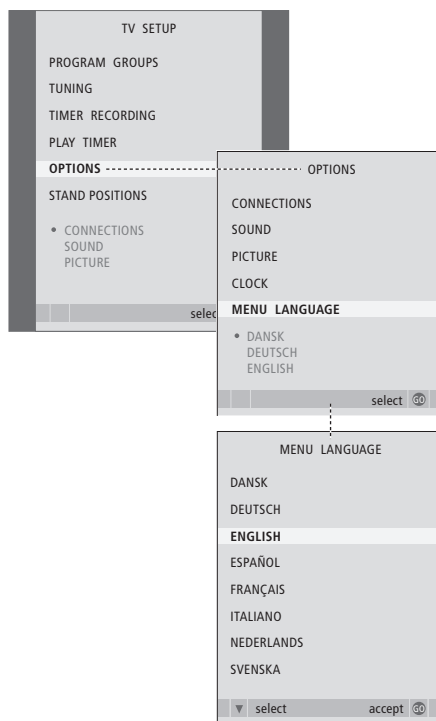 TV SETUP
PROGRAM GROUPS
TUNING
TIMER RECORDING
PLAY TIMER
OPTIONS
STAND POSITIONS
• CONNECTIONS
SOUND
PICTURE
OPTIONS
CONNECTIONS
SOUND
PICTURE
CLOCK
MENU LANGUAGE
• DANSK
DEUTSCH
ENGLISH
select GO
MENU LANGUAGE
DANSK
DEUTSCH
ENGLISH
ESPAÑOL
FRANÇAIS
ITALIANO
NEDERLANDS
SVENSKA
▼ select accept GO